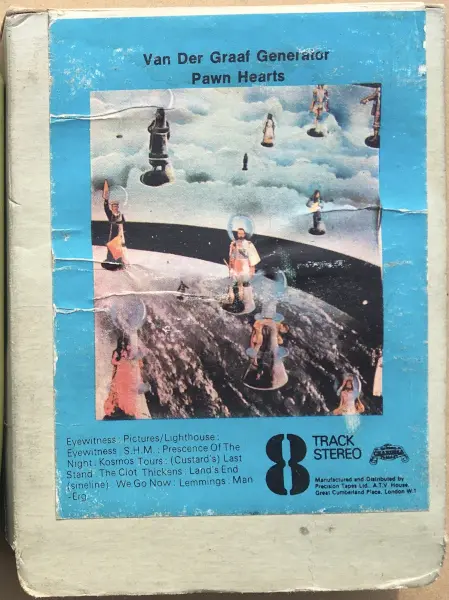 Van Der Graaf Generator
Pawn Hearts
Eyewitness : Pictures/Lighthouse :
Eyewitness : S.H.M. : Prescence Of The
Night : Kosmos Tours : (Custard's) Last
Stand : The Clot Thickens : Land's End
(sineline) : We Go Now : Lemmings : Man
-Erg.
8 TRACK
STEREO
Manufactured and Distributed by
Precision Tapes Ltd., A.T.V. House,
Great Cumberland Place, London W.1